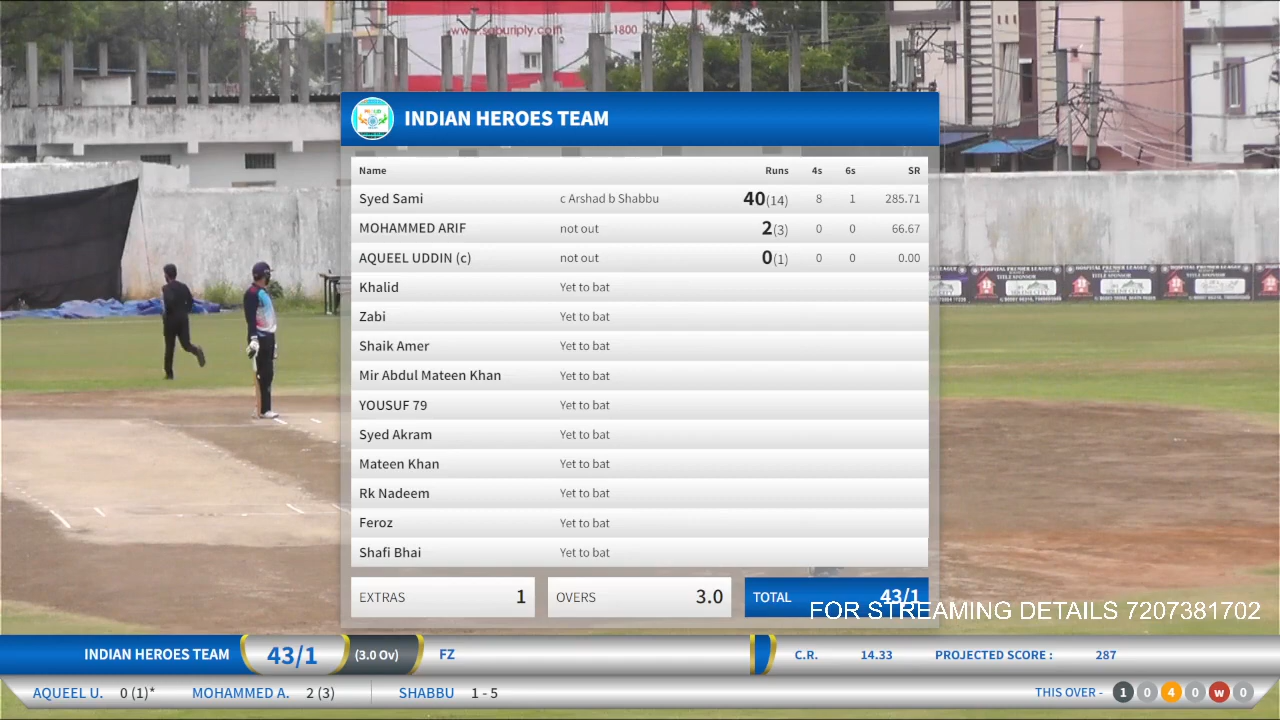 www.saburiply.com 1800
INDIAN HEROES TEAM
Name Runs 4s 6s SR
Syed Sami c Arshad b Shabbu 40(14) 8 1 285.71
MOHAMMED ARIF not out 2(3) 0 0 66.67
AQUEEL UDDIN (c) not out 0(1) 0 0 0.00
Khalid Yet to bat
Zabi Yet to bat
Shaik Amer Yet to bat
Mir Abdul Mateen Khan Yet to bat
YOUSUF 79 Yet to bat
Syed Akram Yet to bat
Mateen Khan Yet to bat
Rk Nadeem Yet to bat
Feroz Yet to bat
Shafi Bhai Yet to bat
EXTRAS 1 OVERS 3.0 TOTAL 43/1
FOR STREAMING DETAILS 7207381702
INDIAN HEROES TEAM 43/1 (3.0 Ov) FZ C.R. 14.33 PROJECTED SCORE : 287
AQUEEL U. 0 (1)* MOHAMMED A. 2 (3) SHABBU 1 - 5 THIS OVER - 1 0 4 0 W 0